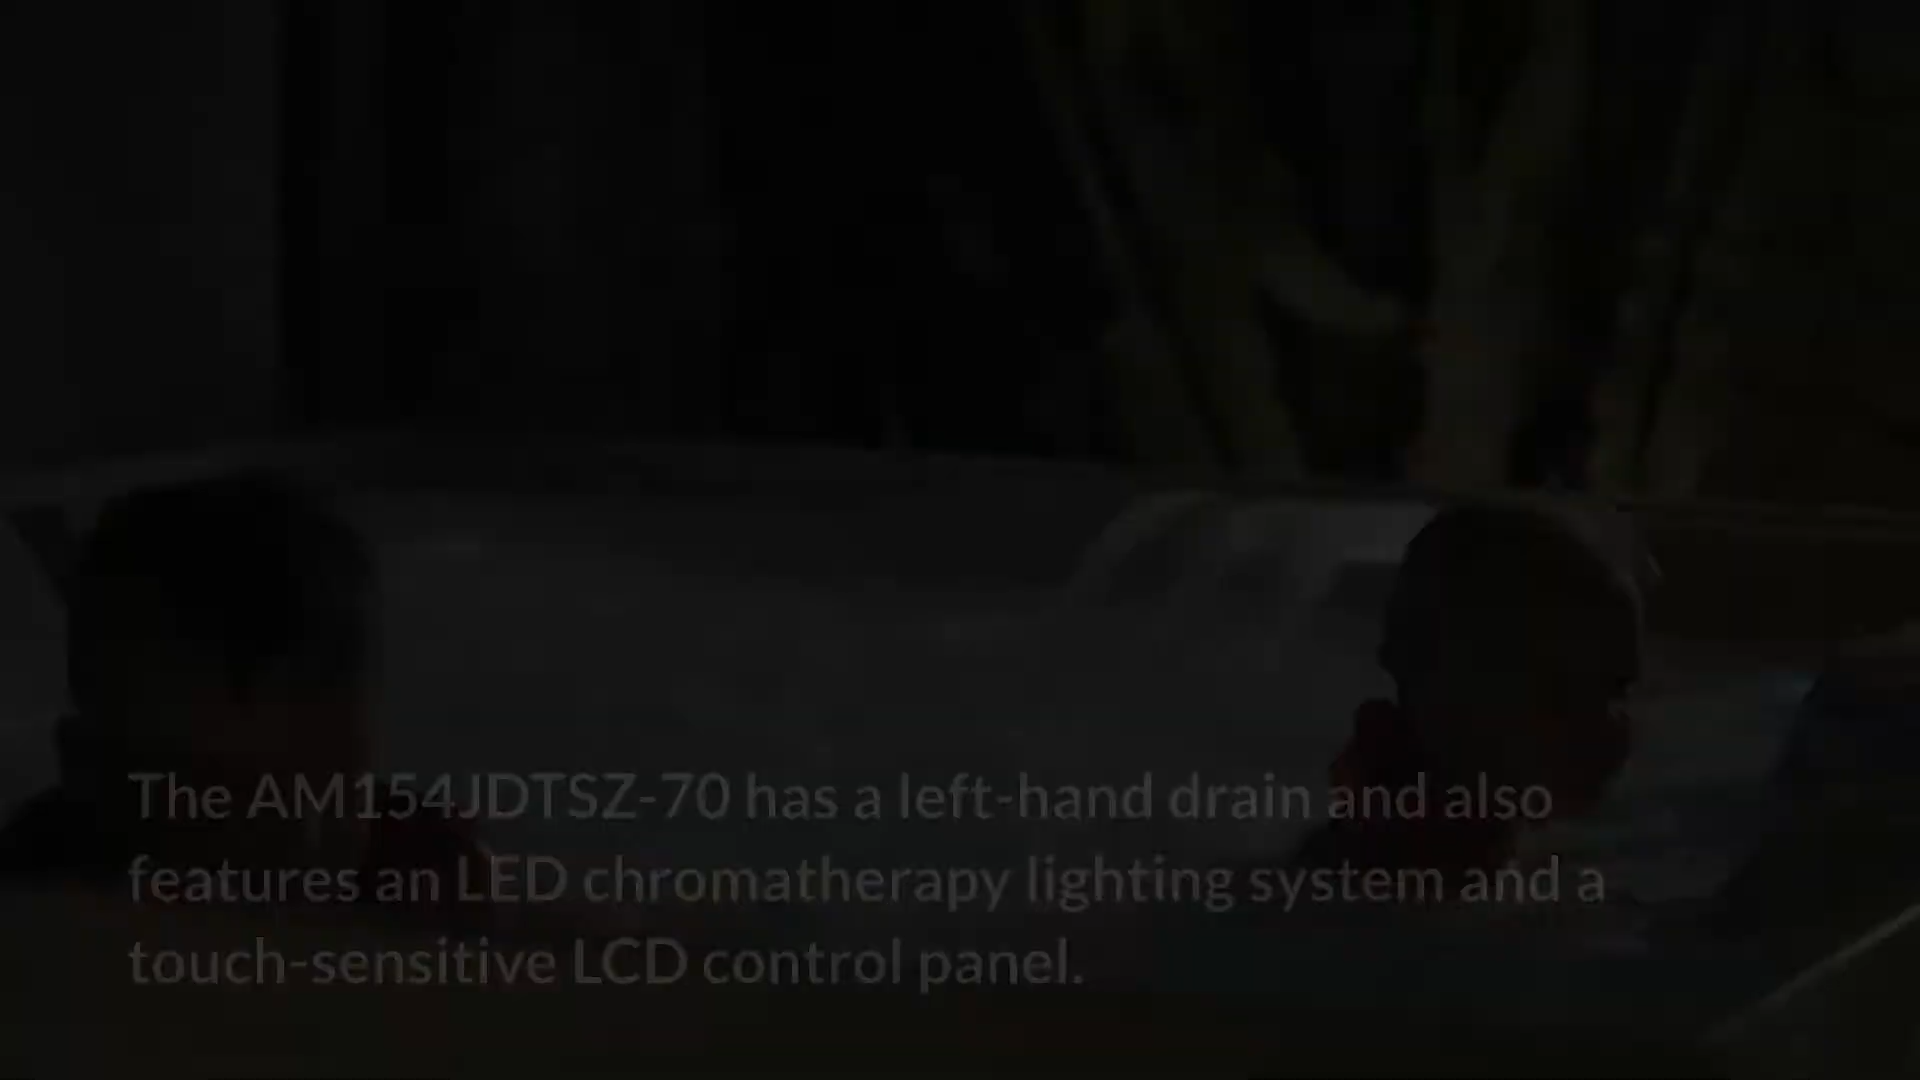 The AM154JDTSZ-70 has a left-hand drain and also
features an LED chromatherapy lighting system and a
touch-sensitive LCD control panel.